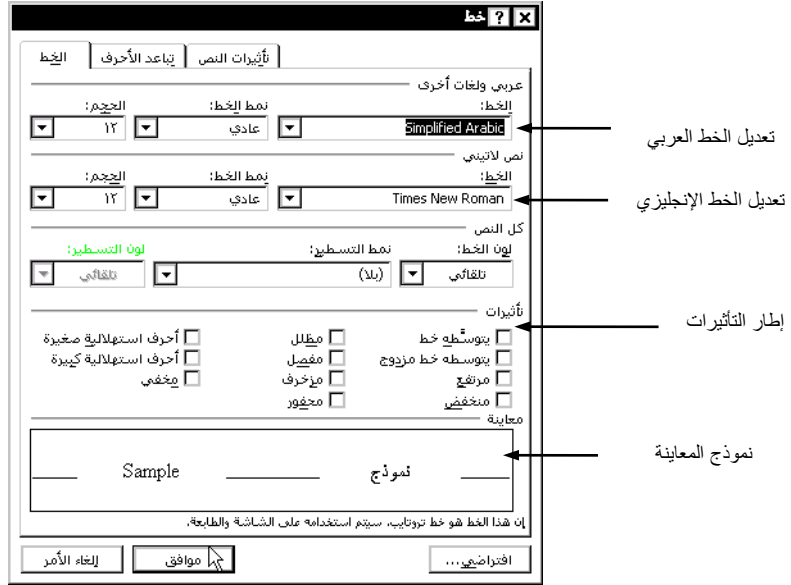 خط
الخط تباعد الأحرف تأثيرات النص
عربي ولغات أخرى
الخط: نمط الخط: الحجم:
Simplified Arabic عادي ١٢
تعديل الخط العربي
نص لاتيني
الخط: نمط الخط: الحجم:
Times New Roman عادي ١٢
تعديل الخط الإنجليزي
كل النص
لون الخط: نمط التسطير: لون التسطير:
تلقائي (بلا) تلقائي
تأثيرات
إطار التأثيرات
يتوسطه خط مظلل أحرف استهلالية صغيرة
يتوسطه خط مزدوج مفصل أحرف استهلالية كبيرة
مرتفع مزخرف مخفي
منخفض محفور
معاينة
نموذج المعاينة
نموذج Sample
إن هذا الخط هو خط تروتايب، سيتم استخدامه على الشاشة والطابعة.
افتراضي... موافق إلغاء الأمر